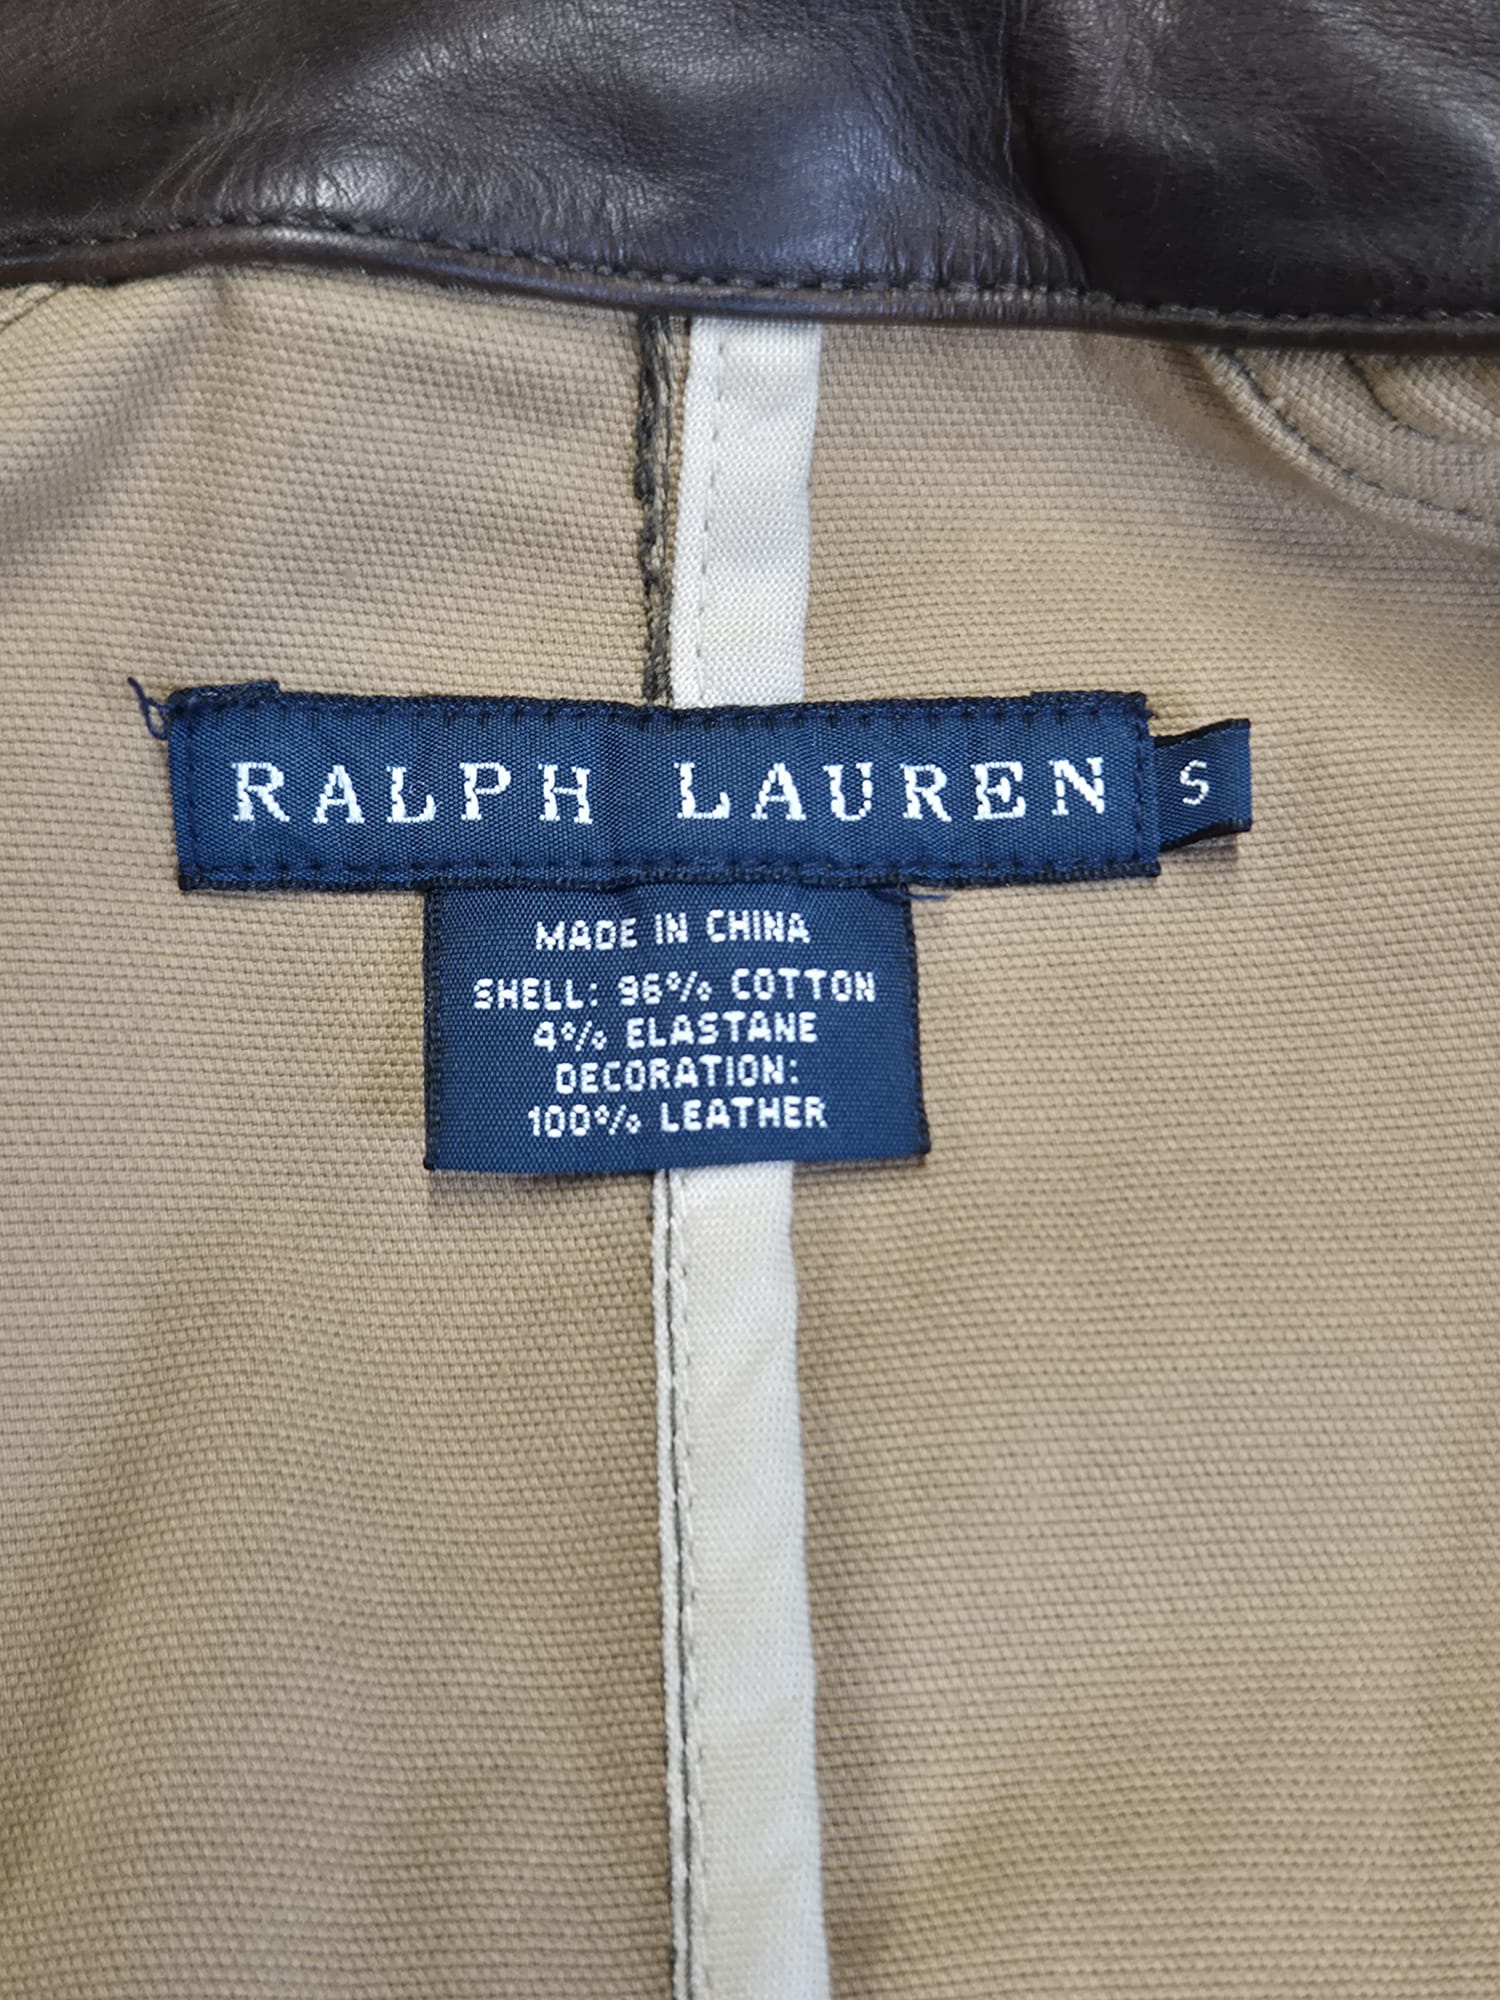 RALPH LAUREN S
MADE IN CHINA
SHELL: 96% COTTON
4% ELASTANE
DECORATION:
100% LEATHER